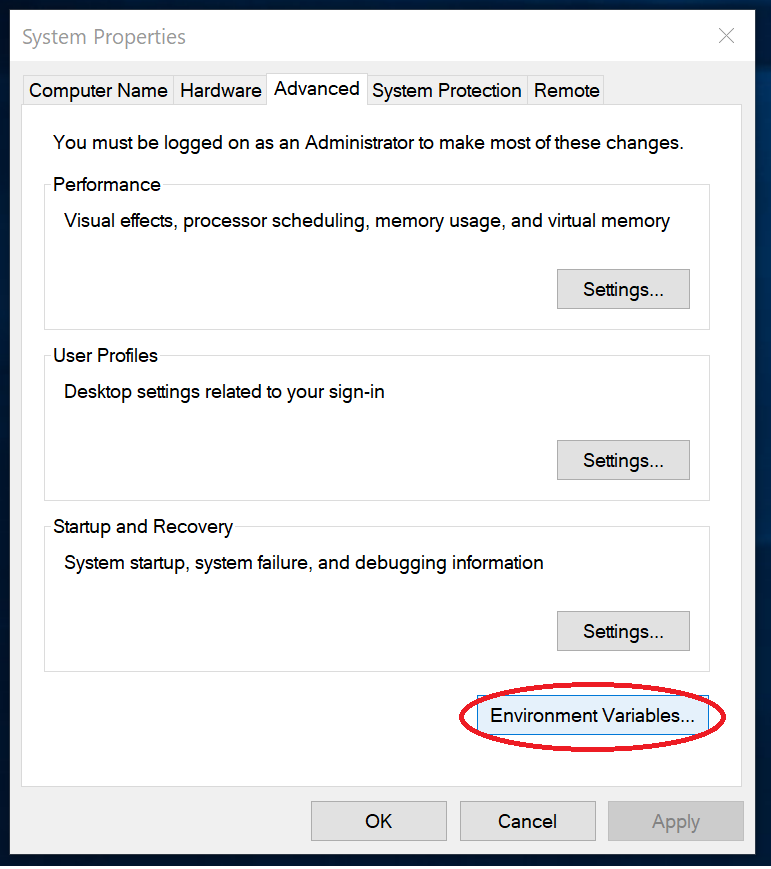 System Properties
Computer Name Hardware Advanced System Protection Remote
You must be logged on as an Administrator to make most of these changes.
Performance
Visual effects, processor scheduling, memory usage, and virtual memory
Settings...
User Profiles
Desktop settings related to your sign-in
Settings...
Startup and Recovery
System startup, system failure, and debugging information
Settings...
Environment Variables...
OK Cancel Apply